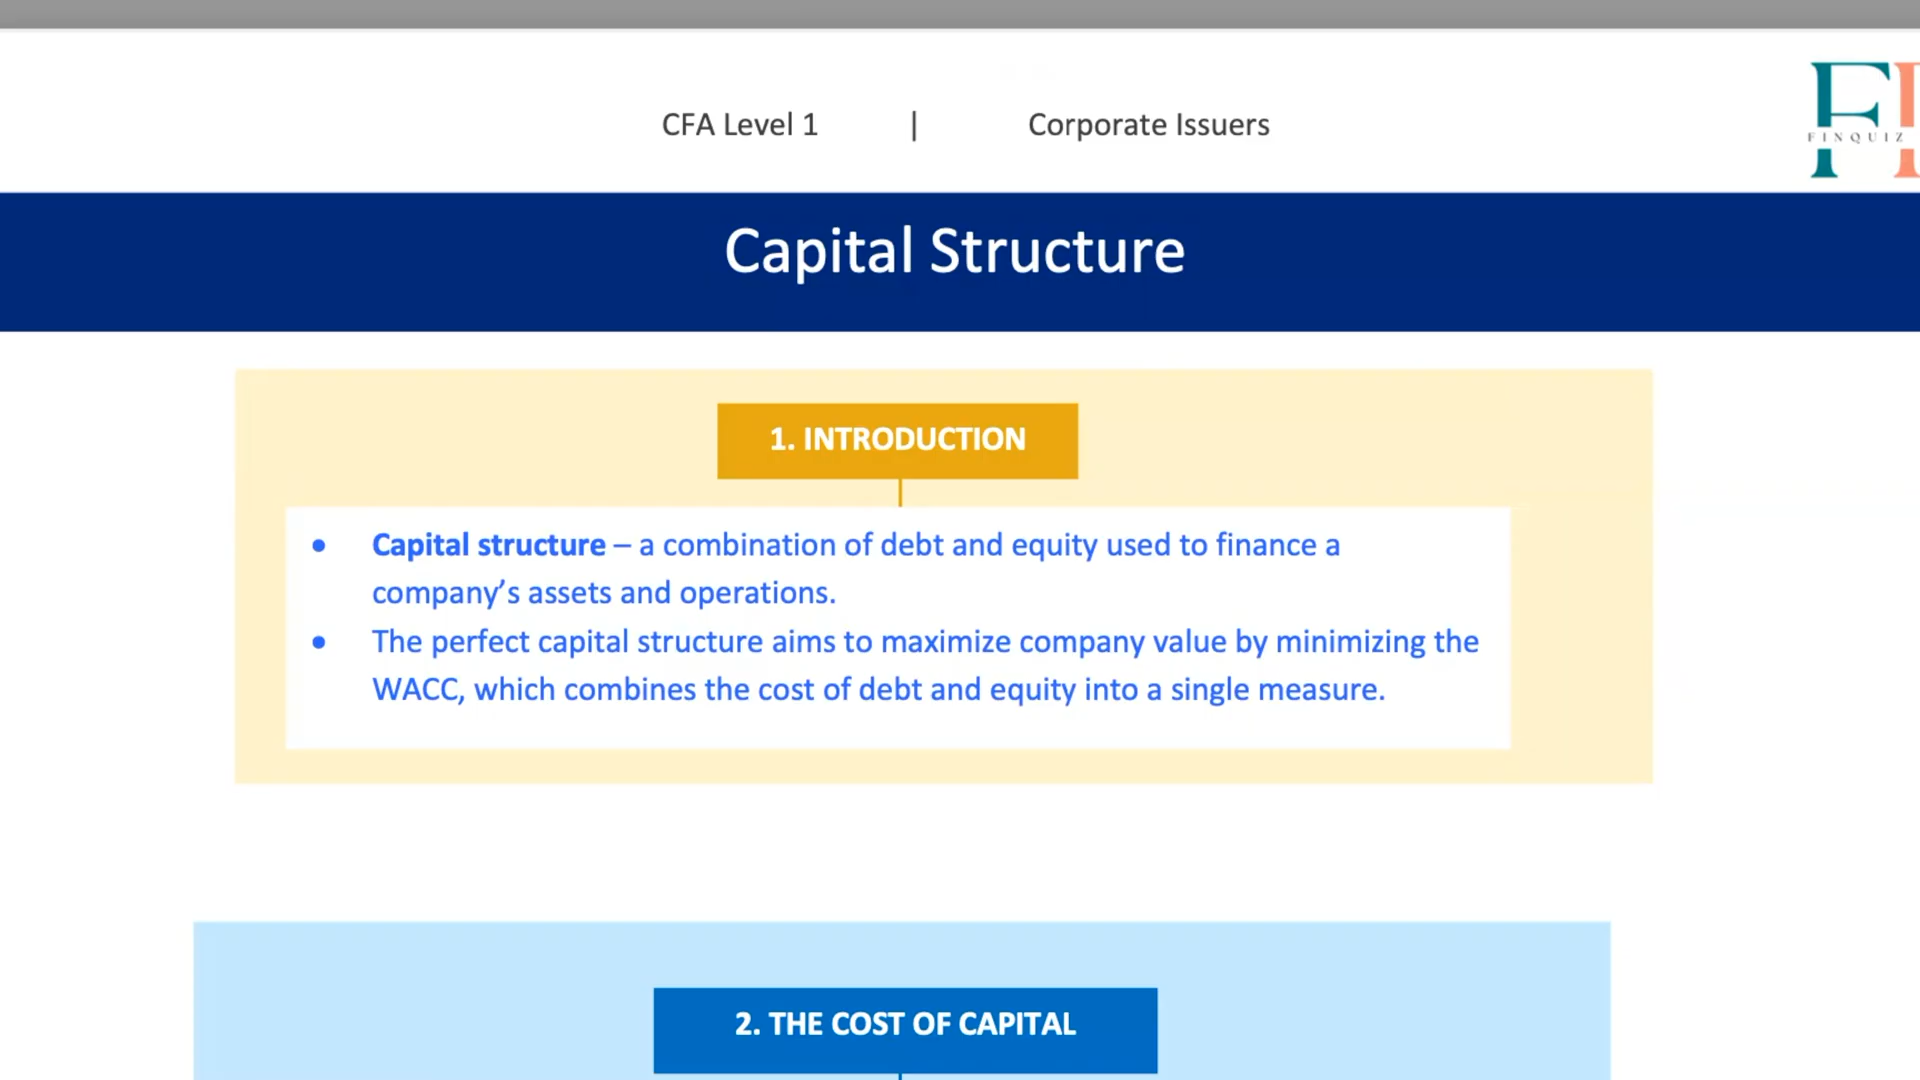 CFA Level 1 | Corporate Issuers
FINQUIZ
Capital Structure
1. INTRODUCTION
• Capital structure – a combination of debt and equity used to finance a
company’s assets and operations.
• The perfect capital structure aims to maximize company value by minimizing the
WACC, which combines the cost of debt and equity into a single measure.
2. THE COST OF CAPITAL